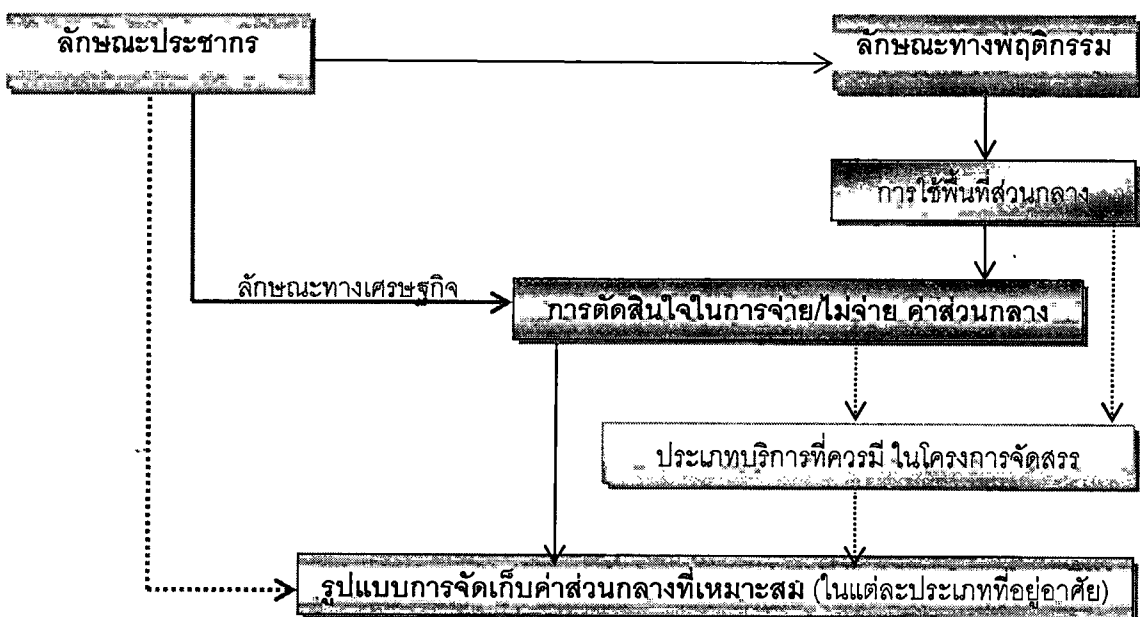 ลักษณะประชากร
ลักษณะทางพฤติกรรม
การใช้พื้นที่ส่วนกลาง
ลักษณะทางเศรษฐกิจ
การตัดสินใจในการจ่าย/ไม่จ่าย ค่าส่วนกลาง
ประเภทบริการที่ควรมี ในโครงการจัดสรร
รูปแบบการจัดเก็บค่าส่วนกลางที่เหมาะสม (ในแต่ละประเภทที่อยู่อาศัย)